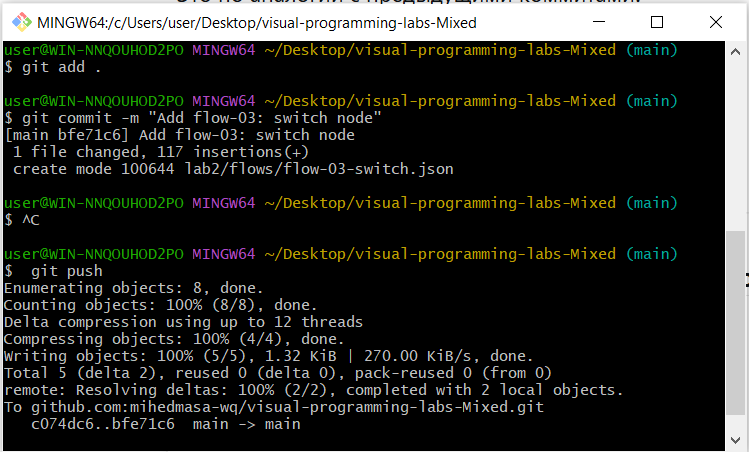 Это по аналогии с предыдущими коммитами.
MINGW64:/c/Users/user/Desktop/visual-programming-labs-Mixed
user@WIN-NNQOUHOD2PO MINGW64 ~/Desktop/visual-programming-labs-Mixed (main)
$ git add .
user@WIN-NNQOUHOD2PO MINGW64 ~/Desktop/visual-programming-labs-Mixed (main)
$ git commit -m "Add flow-03: switch node"
[main bfe71c6] Add flow-03: switch node
 1 file changed, 117 insertions(+)
 create mode 100644 lab2/flows/flow-03-switch.json
user@WIN-NNQOUHOD2PO MINGW64 ~/Desktop/visual-programming-labs-Mixed (main)
$ ^C
user@WIN-NNQOUHOD2PO MINGW64 ~/Desktop/visual-programming-labs-Mixed (main)
$  git push
Enumerating objects: 8, done.
Counting objects: 100% (8/8), done.
Delta compression using up to 12 threads
Compressing objects: 100% (4/4), done.
Writing objects: 100% (5/5), 1.32 KiB | 270.00 KiB/s, done.
Total 5 (delta 2), reused 0 (delta 0), pack-reused 0 (from 0)
remote: Resolving deltas: 100% (2/2), completed with 2 local objects.
To github.com:mihedmasa-wq/visual-programming-labs-Mixed.git
   c074dc6..bfe71c6  main -> main